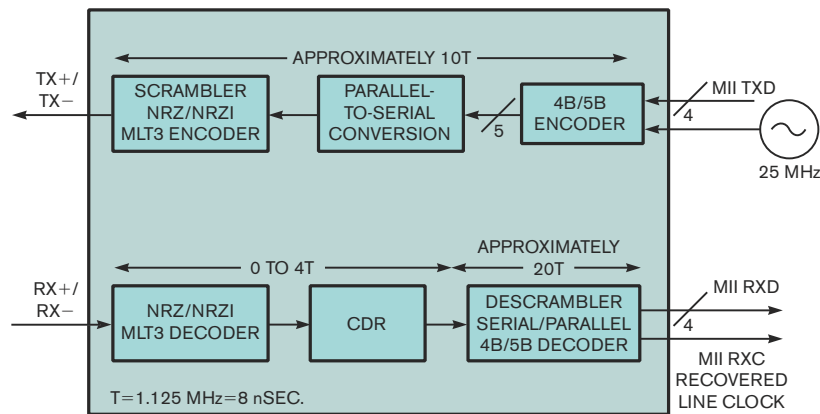 APPROXIMATELY 10T
TX+/
TX–
SCRAMBLER
NRZ/NRZI
MLT3 ENCODER
PARALLEL-
TO-SERIAL
CONVERSION
5
4B/5B
ENCODER
MII TXD
4
25 MHz
APPROXIMATELY
0 TO 4T
20T
RX+/
RX–
NRZ/NRZI
MLT3 DECODER
CDR
DESCRAMBLER
SERIAL/PARALLEL
4B/5B DECODER
MII RXD
4
MII RXC
RECOVERED
LINE CLOCK
T=1.125 MHz=8 nSEC.